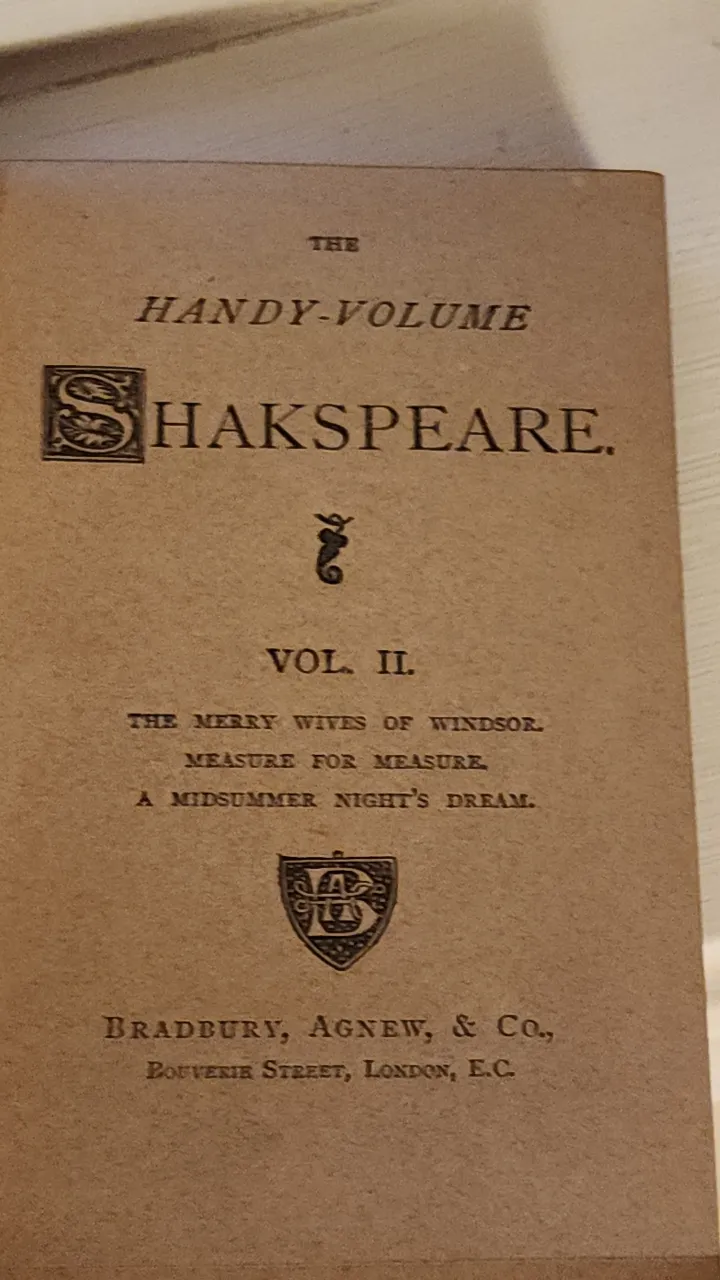 THE
HANDY-VOLUME
SHAKSPEARE.
VOL. II.
THE MERRY WIVES OF WINDSOR.
MEASURE FOR MEASURE.
A MIDSUMMER NIGHT'S DREAM.
BRADBURY, AGNEW, & CO.,
BOUVERIE STREET, LONDON, E.C.